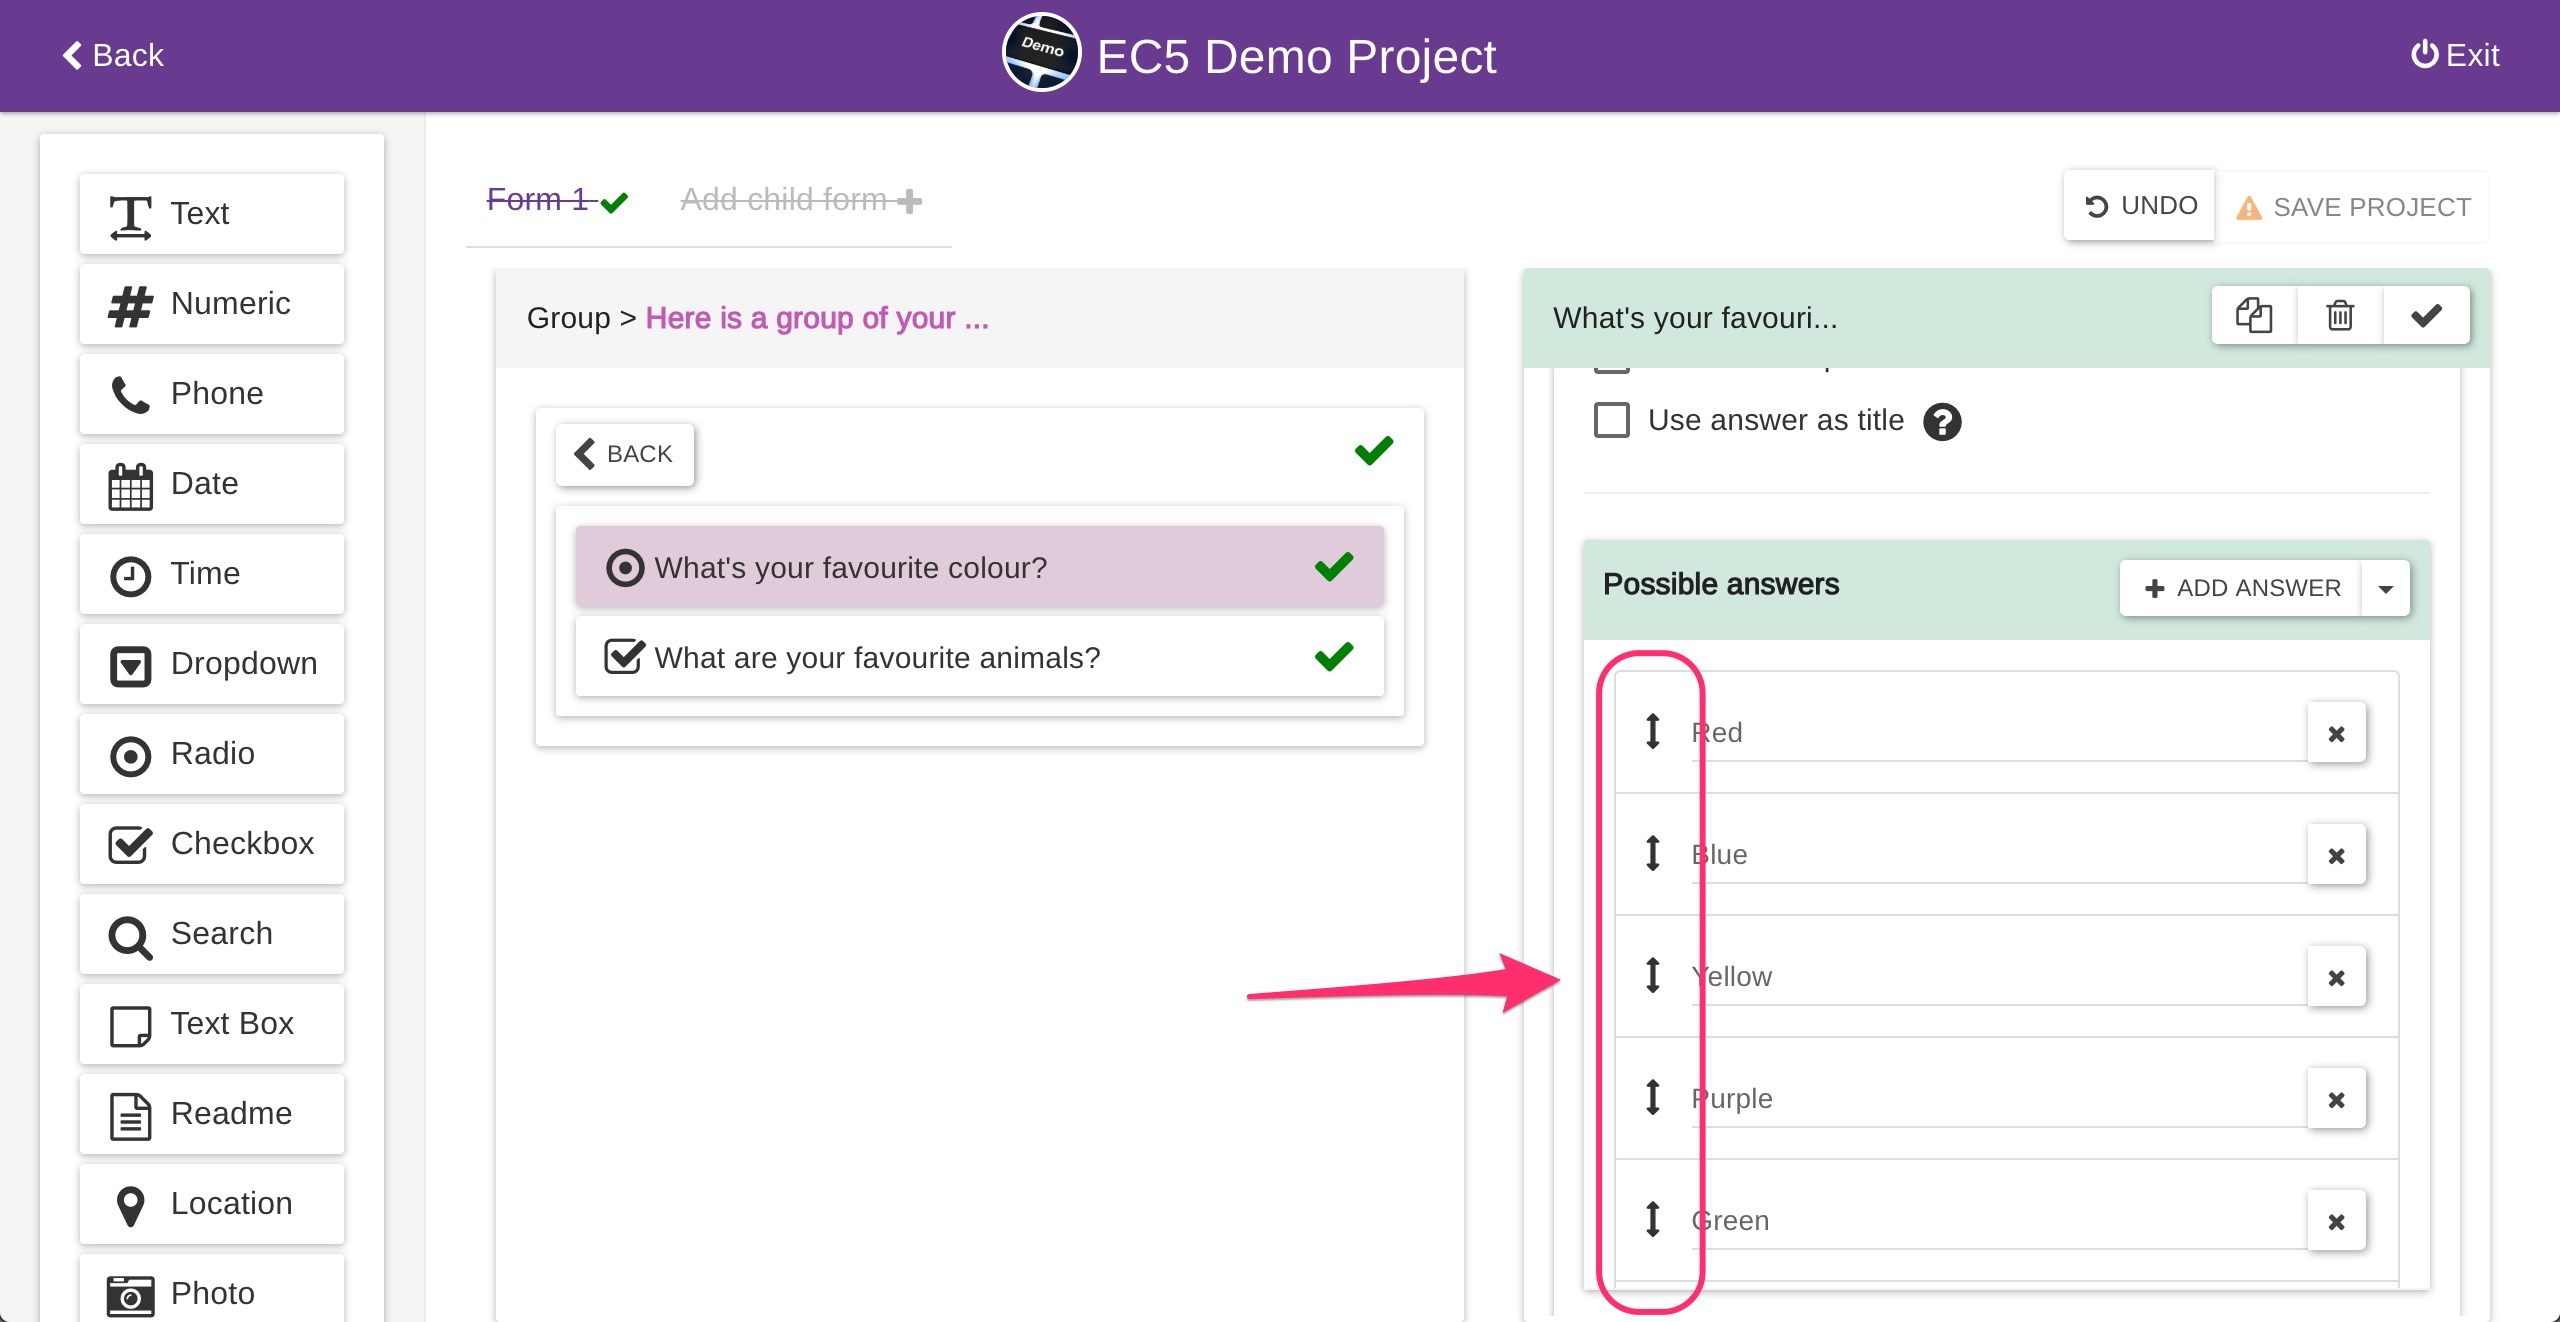 Back
Demo
EC5 Demo Project
Exit
Text
Numeric
Phone
Date
Time
Dropdown
Radio
Checkbox
Search
Text Box
Readme
Location
Photo
Form 1
Add child form
UNDO
SAVE PROJECT
Group > Here is a group of your ...
BACK
What's your favourite colour?
What are your favourite animals?
What's your favouri...
Use answer as title
Possible answers
ADD ANSWER
Red
Blue
Yellow
Purple
Green